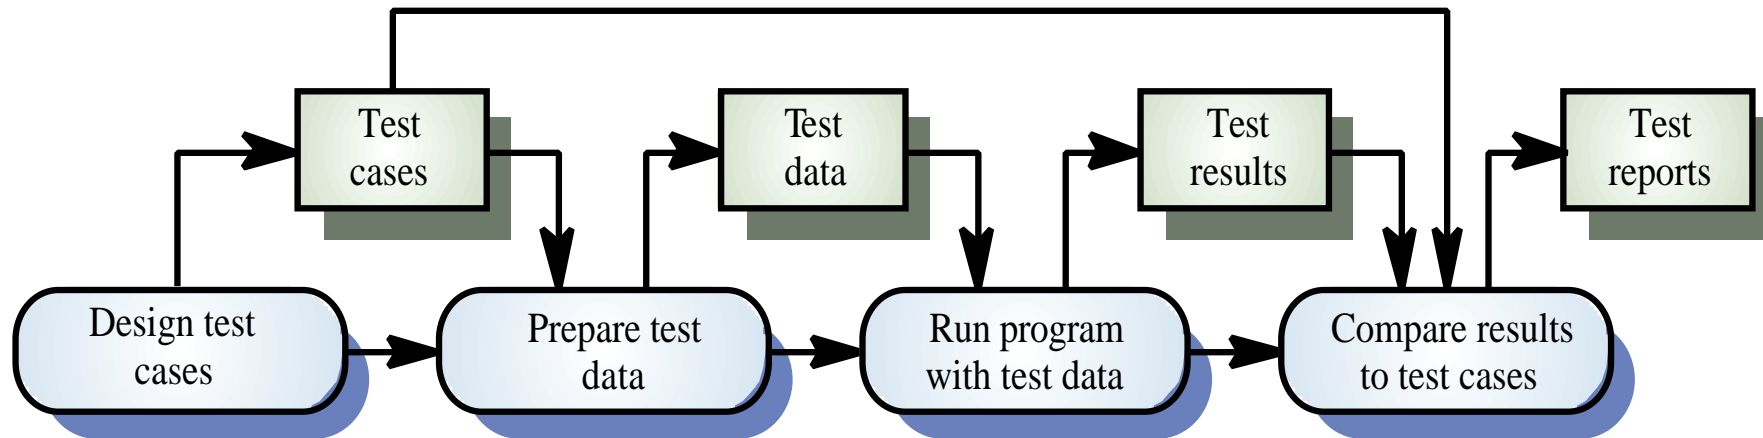 Test
cases
Test
data
Test
results
Test
reports
Design test
cases
Prepare test
data
Run program
with test data
Compare results
to test cases